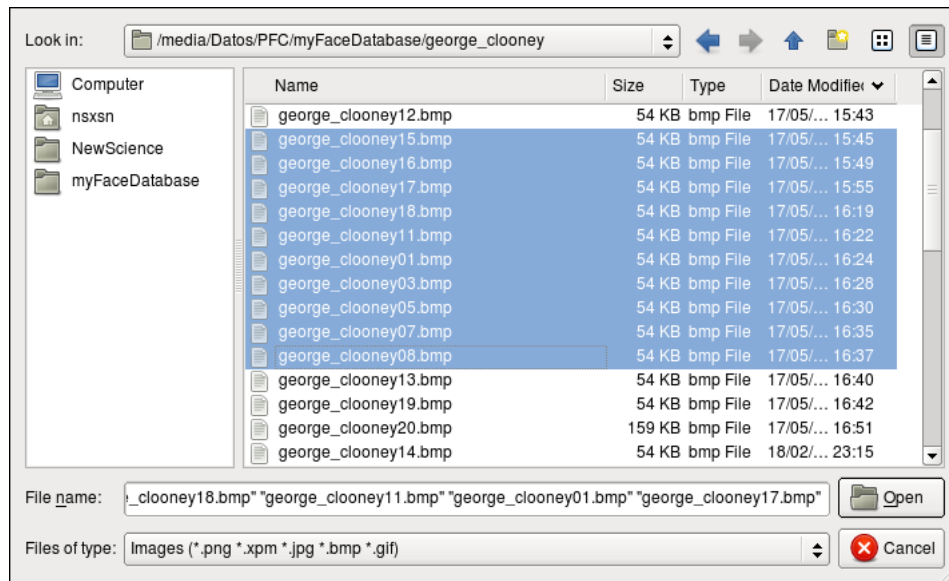 Look in: /media/Datos/PFC/myFaceDatabase/george_clooney
Computer
nsxsn
NewScience
myFaceDatabase
Name Size Type Date Modified
george_clooney12.bmp 54 KB bmp File 17/05/... 15:43
george_clooney15.bmp 54 KB bmp File 17/05/... 15:45
george_clooney16.bmp 54 KB bmp File 17/05/... 15:49
george_clooney17.bmp 54 KB bmp File 17/05/... 15:55
george_clooney18.bmp 54 KB bmp File 17/05/... 16:19
george_clooney11.bmp 54 KB bmp File 17/05/... 16:22
george_clooney01.bmp 54 KB bmp File 17/05/... 16:24
george_clooney03.bmp 54 KB bmp File 17/05/... 16:28
george_clooney05.bmp 54 KB bmp File 17/05/... 16:30
george_clooney07.bmp 54 KB bmp File 17/05/... 16:35
george_clooney08.bmp 54 KB bmp File 17/05/... 16:37
george_clooney13.bmp 54 KB bmp File 17/05/... 16:40
george_clooney19.bmp 54 KB bmp File 17/05/... 16:42
george_clooney20.bmp 159 KB bmp File 17/05/... 16:51
george_clooney14.bmp 54 KB bmp File 18/02/... 23:15
File name: _clooney18.bmp" "george_clooney11.bmp" "george_clooney01.bmp" "george_clooney17.bmp" Open
Files of type: Images (*.png *.xpm *.jpg *.bmp *.gif) Cancel